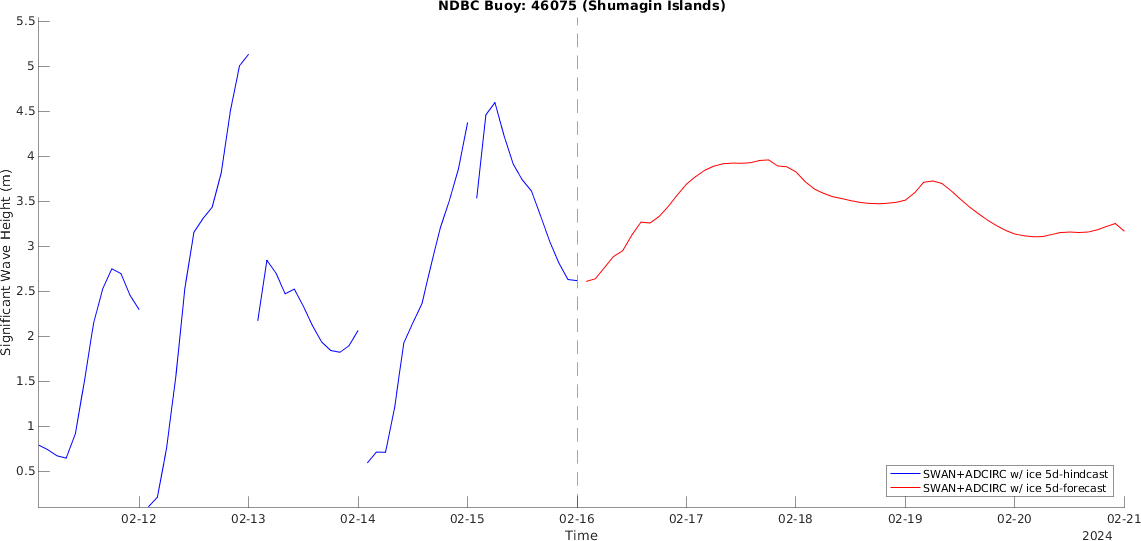 NDBC Buoy: 46075 (Shumagin Islands)
5.5
5
4.5
4
3.5
3
2.5
2
1.5
1
0.5
Significant Wave Height (m)
SWAN+ADCIRC w/ ice 5d-hindcast
SWAN+ADCIRC w/ ice 5d-forecast
02-12 02-13 02-14 02-15 02-16 02-17 02-18 02-19 02-20 02-21
Time
2024